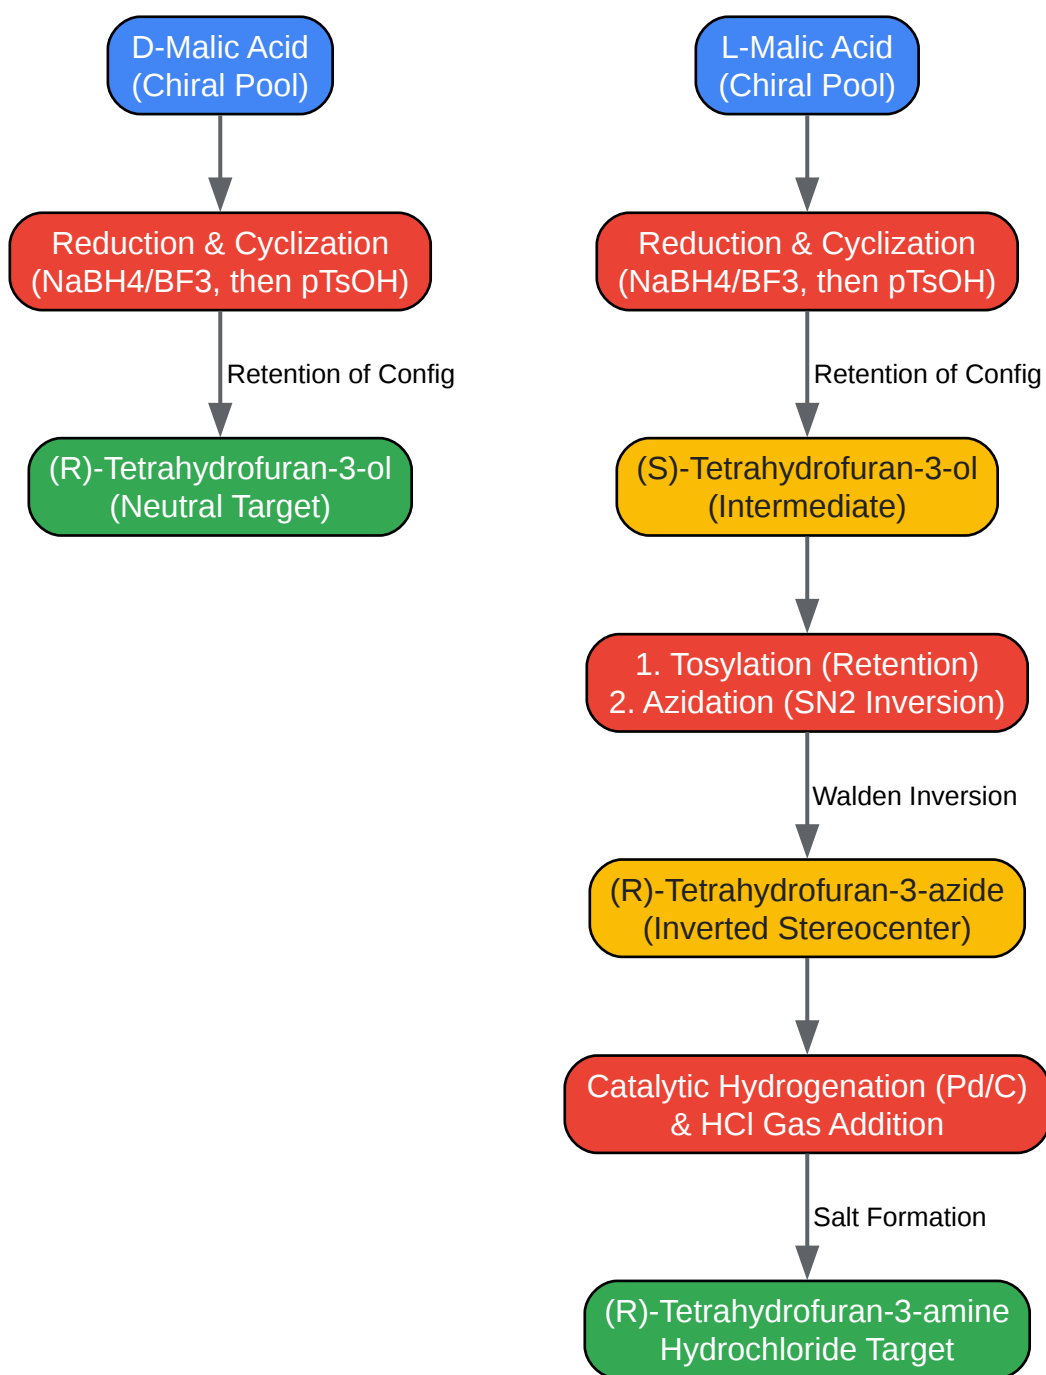 D-Malic Acid
(Chiral Pool)
Reduction & Cyclization
(NaBH4/BF3, then pTsOH)
Retention of Config
(R)-Tetrahydrofuran-3-ol
(Neutral Target)
L-Malic Acid
(Chiral Pool)
Reduction & Cyclization
(NaBH4/BF3, then pTsOH)
Retention of Config
(S)-Tetrahydrofuran-3-ol
(Intermediate)
1. Tosylation (Retention)
2. Azidation (SN2 Inversion)
Walden Inversion
(R)-Tetrahydrofuran-3-azide
(Inverted Stereocenter)
Catalytic Hydrogenation (Pd/C)
& HCl Gas Addition
Salt Formation
(R)-Tetrahydrofuran-3-amine
Hydrochloride Target